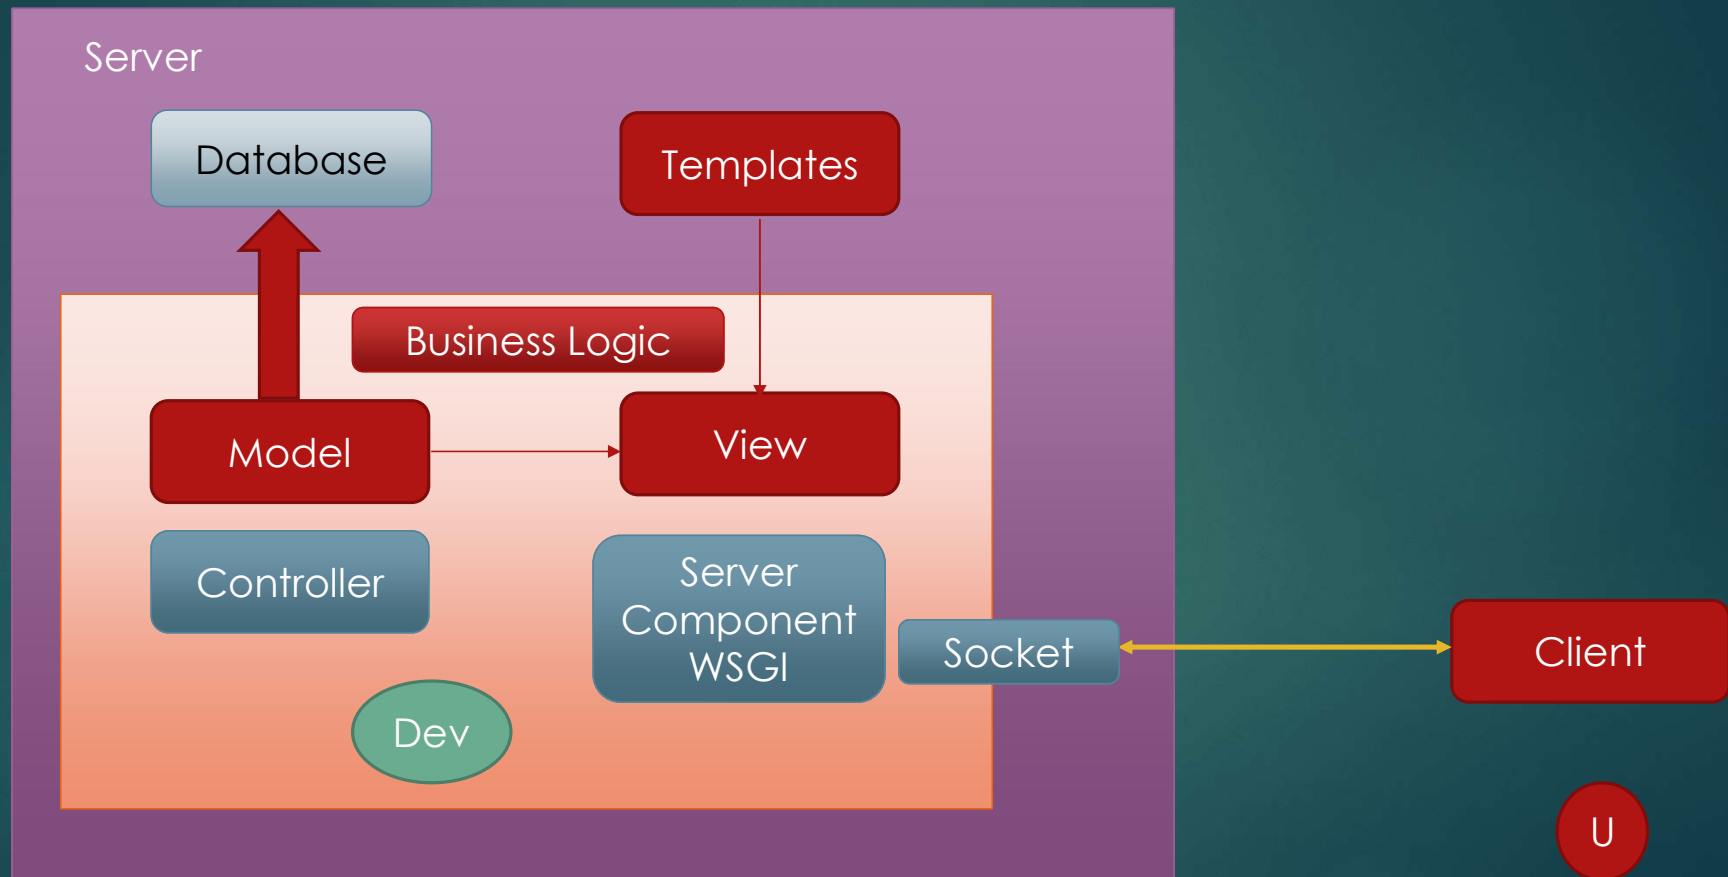 Server
Database
Templates
Business Logic
Model
View
Controller
Server
Component
WSGI
Socket
Client
Dev
U